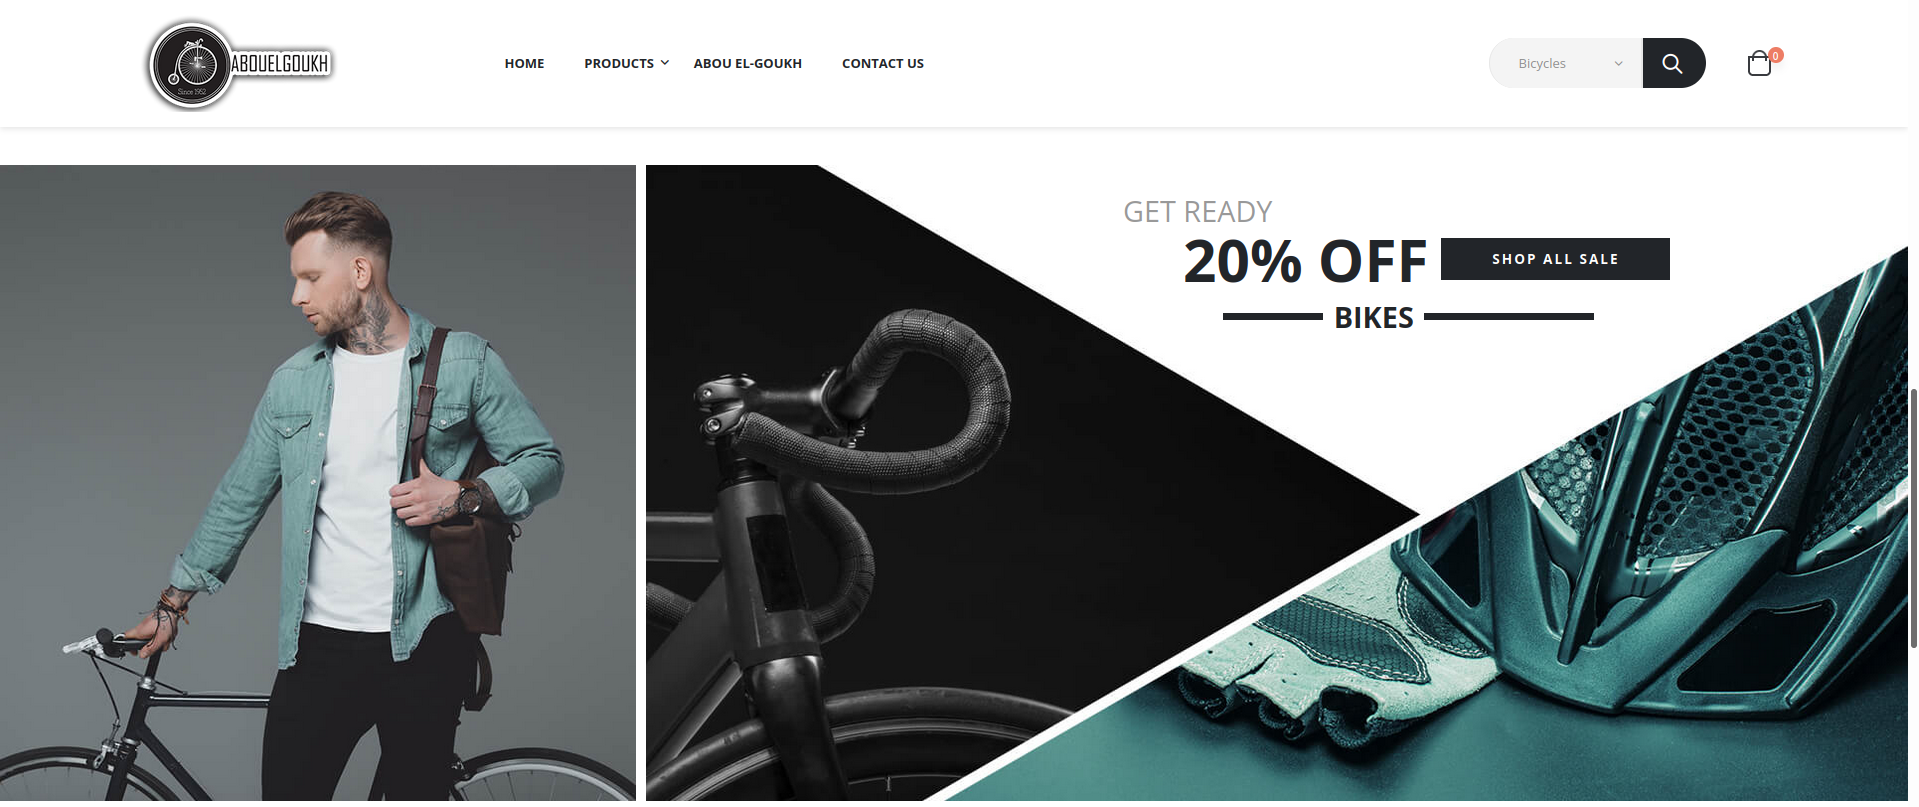 ABOUELGOUKH
Since 1952
HOME PRODUCTS ABOU EL-GOUKH CONTACT US
Bicycles
0
GET READY
20% OFF SHOP ALL SALE
BIKES